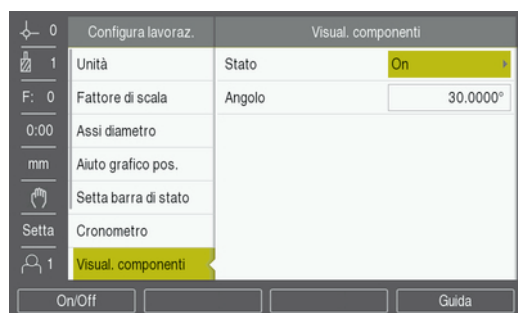 0
Configura lavoraz.
Visual. componenti
1
Unità
Stato
On
F: 0
Fattore di scala
Angolo
30.0000°
0:00
Assi diametro
mm
Aiuto grafico pos.
Setta barra di stato
Setta
Cronometro
1
Visual. componenti
On/Off
Guida